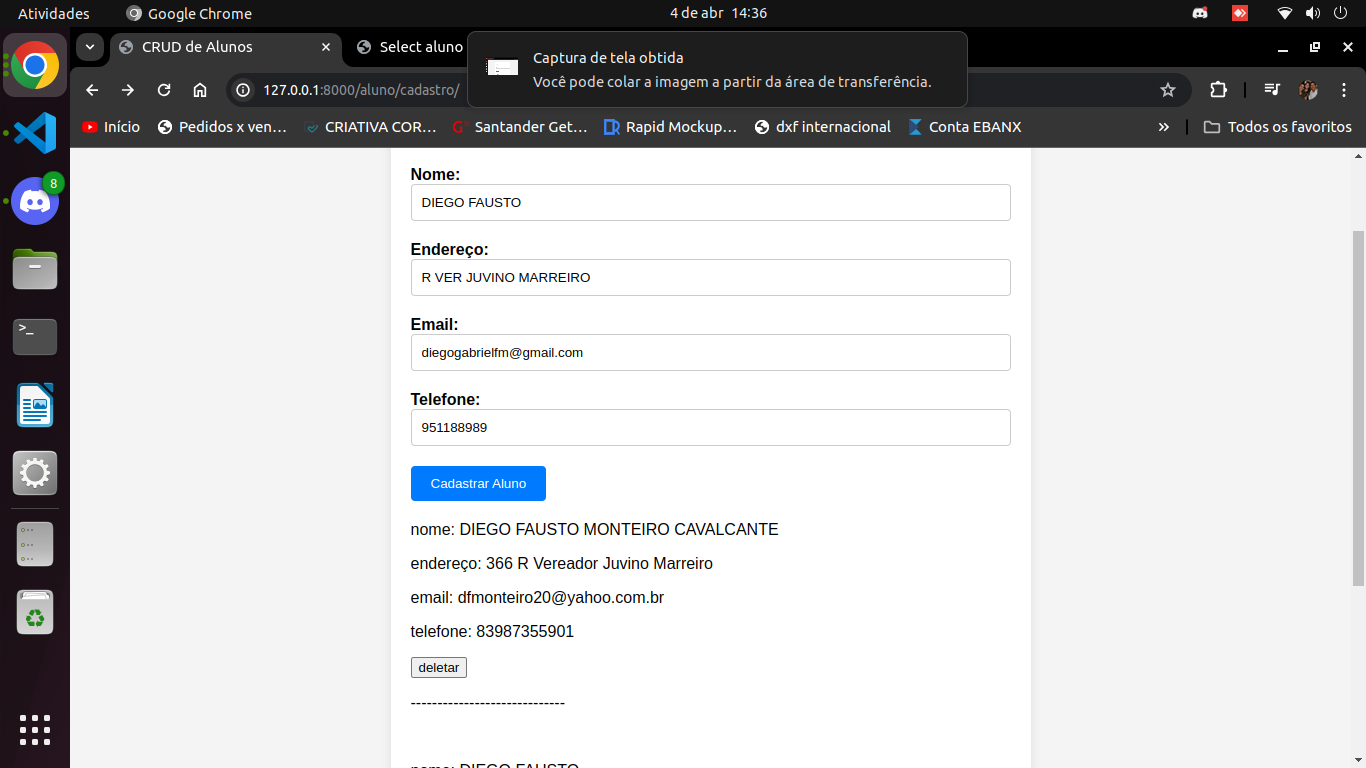 Atividades
Google Chrome
4 de abr 14:36
CRUD de Alunos
Select aluno
Captura de tela obtida
Você pode colar a imagem a partir da área de transferência.
127.0.0.1:8000/aluno/cadastro/
Início
Pedidos x ven…
CRIATIVA COR…
Santander Get…
Rapid Mockup…
dxf internacional
Conta EBANX
»
Todos os favoritos
8
Nome:
DIEGO FAUSTO
Endereço:
R VER JUVINO MARREIRO
Email:
diegogabrielfm@gmail.com
Telefone:
951188989
Cadastrar Aluno
nome: DIEGO FAUSTO MONTEIRO CAVALCANTE
endereço: 366 R Vereador Juvino Marreiro
email: dfmonteiro20@yahoo.com.br
telefone: 83987355901
deletar
-----------------------------
nome: DIEGO FAUSTO